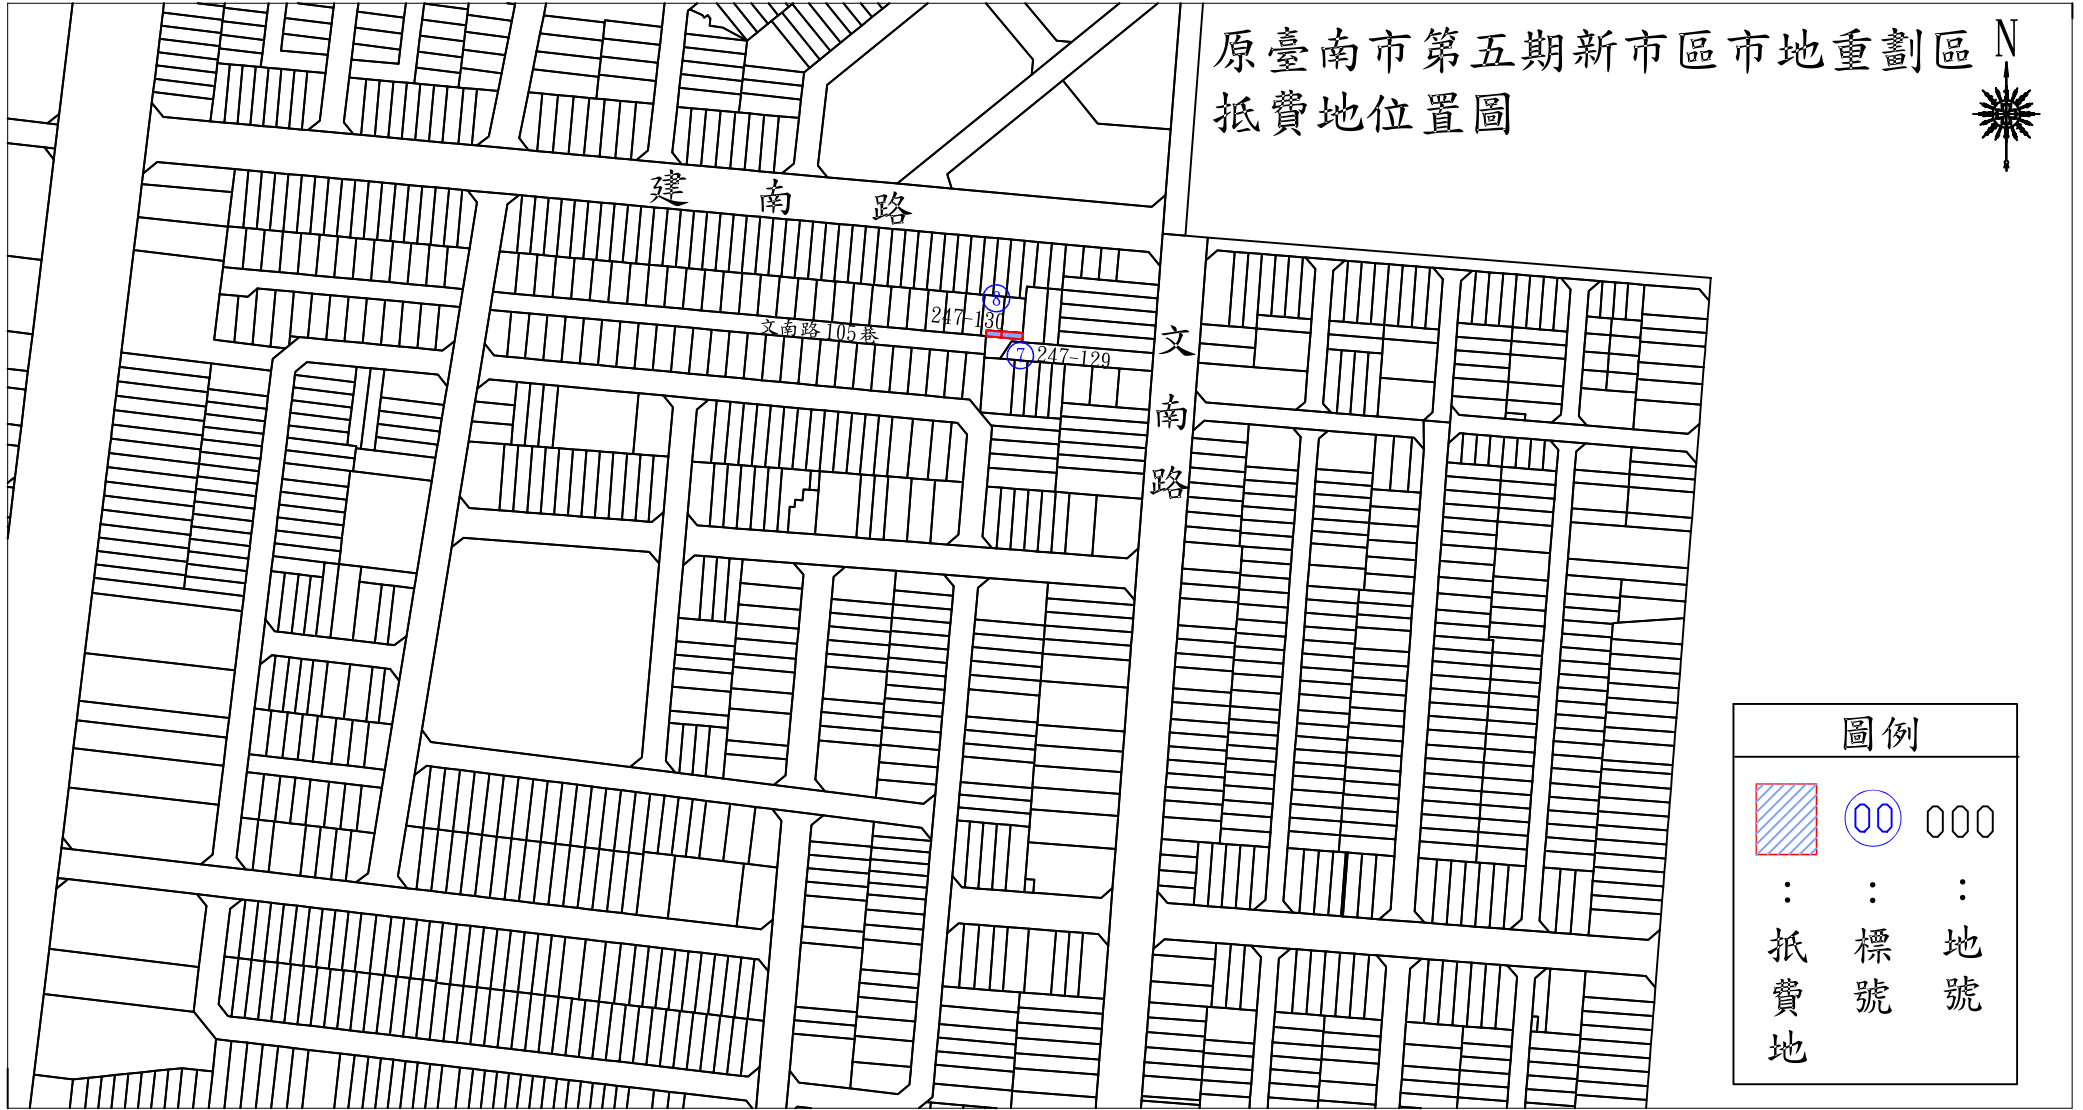 原臺南市第五期新市區市地重劃區
抵費地位置圖
N
建南路
8
247-130
文南路105巷
7 247-129
文南路
圖例
00 000
：抵費地
：標號
：地號